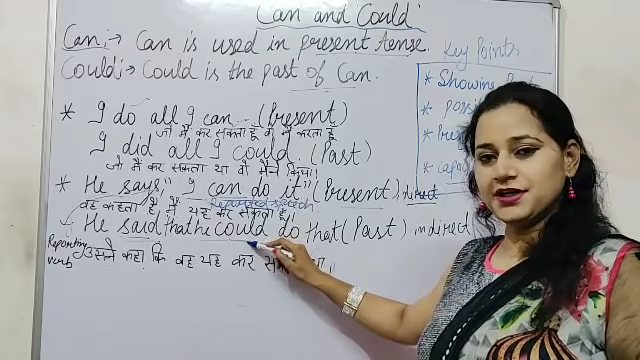 Can and Could
Can:→ Can is used in present tense.
Could:→ Could is the past of Can.
* I do all I can... (Present)
जो मैं कर सकता हूँ वो मैं करता हूँ
I did all I could. (Past)
जो मैं कर सकता था वो मैंने किया।
* He says," I can do it" (Present) direct
वह कहता है मैं यह कर सकता हूँ।
Reported speech
He said that he could do that (Past) indirect
Reporting verb
उसने कहा कि वह यह कर था।
Key Points
* Showing
*
*
*